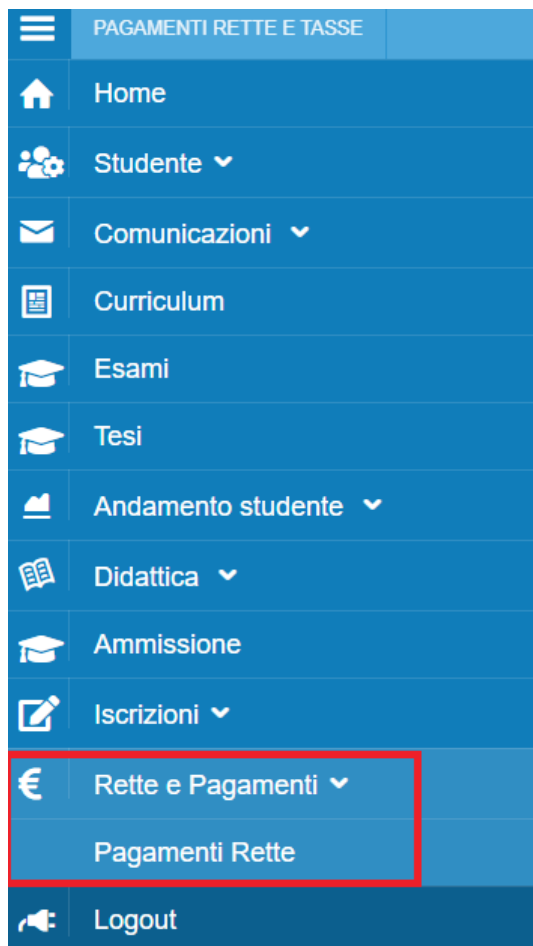 PAGAMENTI RETTE E TASSE
Home
Studente
Comunicazioni
Curriculum
Esami
Tesi
Andamento studente
Didattica
Ammissione
Iscrizioni
€ Rette e Pagamenti
Pagamenti Rette
Logout